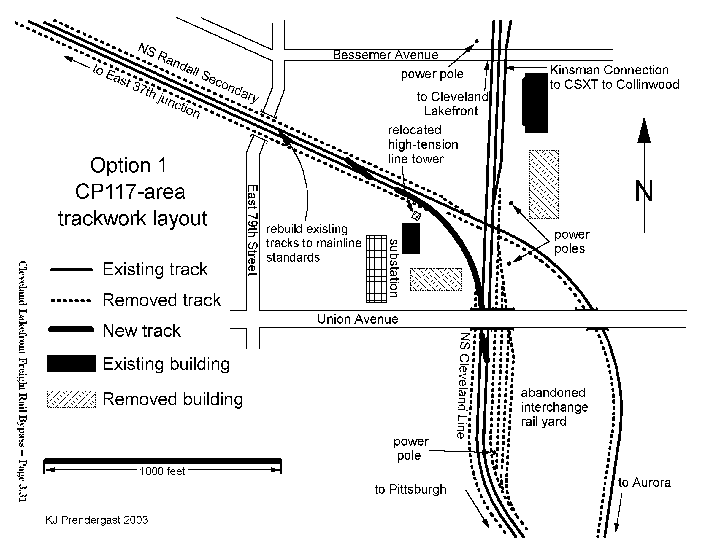 Bessemer Avenue
NS Randall Secondary
to East 37th junction
power pole
to Cleveland
Lakefront
Kinsman Connection
to CSXT to Collinwood
relocated
high-tension
line tower
N
Option 1
CP117-area
trackwork layout
East 79th Street
rebuild existing
tracks to mainline
standards
substation
power
poles
Existing track
Removed track
New track
Existing building
Removed building
Union Avenue
NS Cleveland Line
abandoned
interchange
rail yard
power
pole
1000 feet
to Pittsburgh
to Aurora
KJ Prendergast 2003
Cleveland Lakefront Freight Rail Bypass – Page 3.31